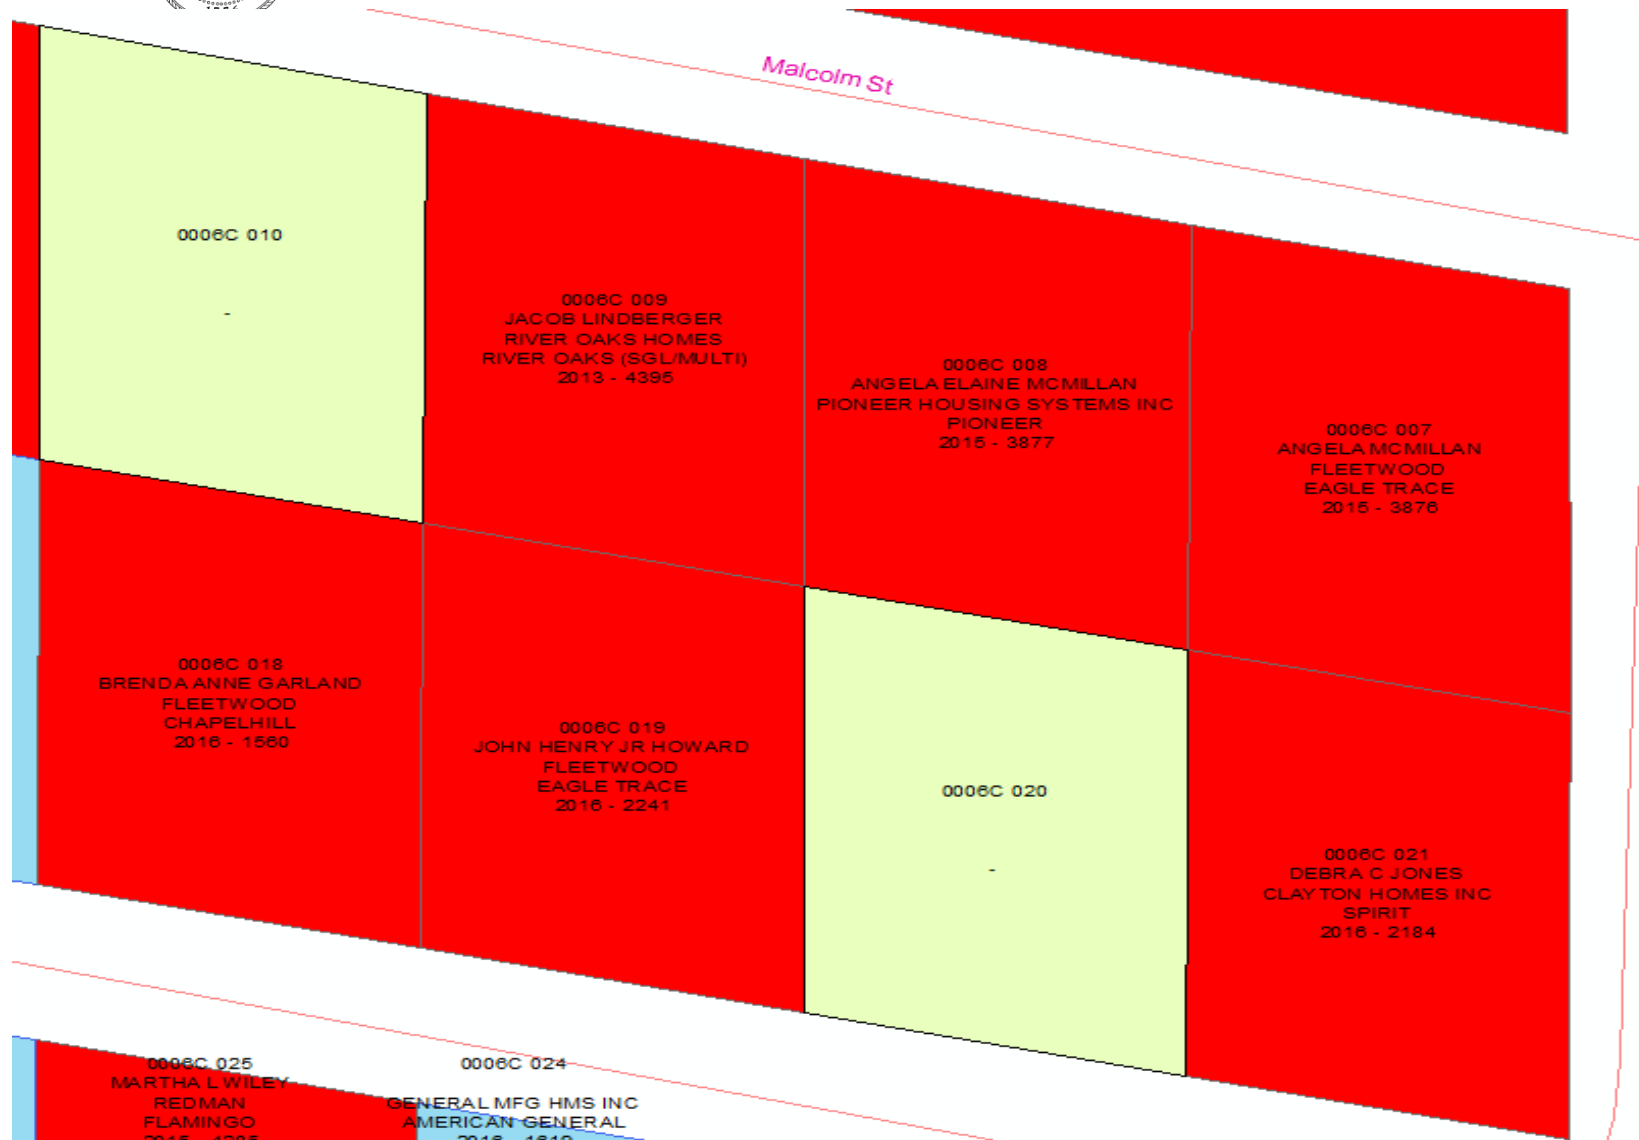 Malcolm St
0006C 010
-
0006C 009
JACOB LINDBERGER
RIVER OAKS HOMES
RIVER OAKS (SGL/MULTI)
2013 - 4395
0006C 008
ANGELA ELAINE MCMILLAN
PIONEER HOUSING SYSTEMS INC
PIONEER
2015 - 3877
0006C 007
ANGELA MCMILLAN
FLEETWOOD
EAGLE TRACE
2015 - 3876
0006C 018
BRENDA ANNE GARLAND
FLEETWOOD
CHAPELHILL
2016 - 1560
0006C 019
JOHN HENRY JR HOWARD
FLEETWOOD
EAGLE TRACE
2016 - 2241
0006C 020
-
0006C 021
DEBRA C JONES
CLAYTON HOMES INC
SPIRIT
2016 - 2184
0006C 025
MARTHA L WILEY
REDMAN
FLAMINGO
0006C 024
GENERAL MFG HMS INC
AMERICAN GENERAL